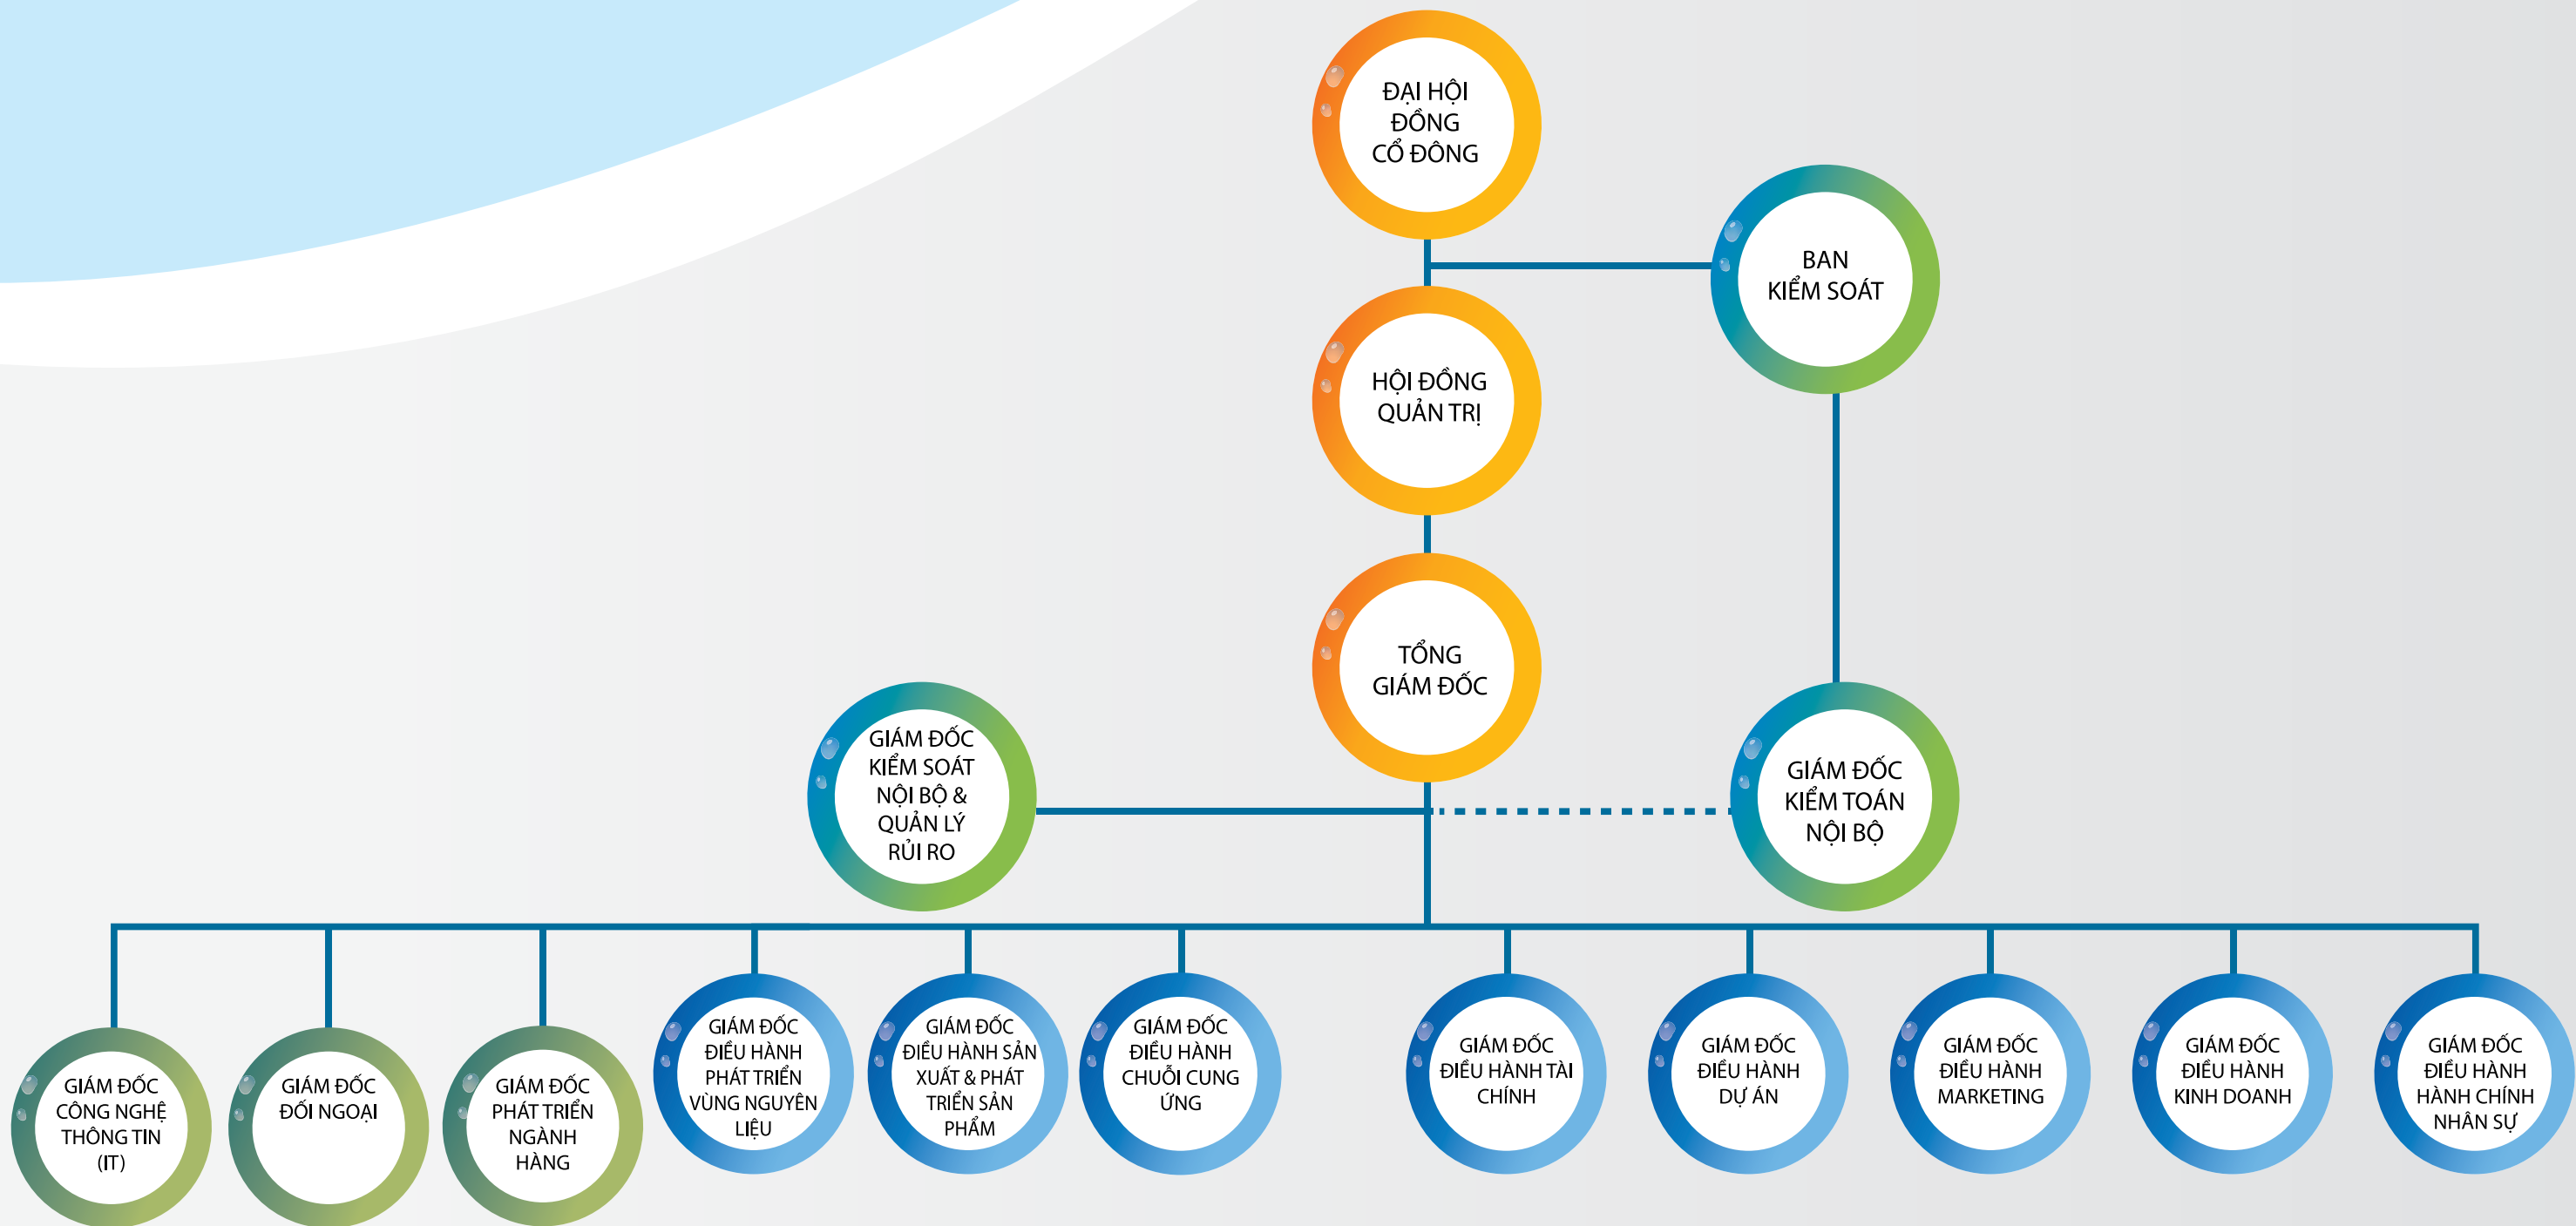 ĐẠI HỘI
ĐỒNG
CỔ ĐÔNG
BAN
KIỂM SOÁT
HỘI ĐỒNG
QUẢN TRỊ
TỔNG
GIÁM ĐỐC
GIÁM ĐỐC
KIỂM SOÁT
NỘI BỘ &
QUẢN LÝ
RỦI RO
GIÁM ĐỐC
KIỂM TOÁN
NỘI BỘ
GIÁM ĐỐC
CÔNG NGHỆ
THÔNG TIN
(IT)
GIÁM ĐỐC
ĐỐI NGOẠI
GIÁM ĐỐC
PHÁT TRIỂN
NGÀNH
HÀNG
GIÁM ĐỐC
ĐIỀU HÀNH
PHÁT TRIỂN
VÙNG NGUYÊN
LIỆU
GIÁM ĐỐC
ĐIỀU HÀNH SẢN
XUẤT & PHÁT
TRIỂN SẢN
PHẨM
GIÁM ĐỐC
ĐIỀU HÀNH
CHUỖI CUNG
ỨNG
GIÁM ĐỐC
ĐIỀU HÀNH TÀI
CHÍNH
GIÁM ĐỐC
ĐIỀU HÀNH
DỰ ÁN
GIÁM ĐỐC
ĐIỀU HÀNH
MARKETING
GIÁM ĐỐC
ĐIỀU HÀNH
KINH DOANH
GIÁM ĐỐC
ĐIỀU HÀNH
HÀNH CHÍNH
NHÂN SỰ